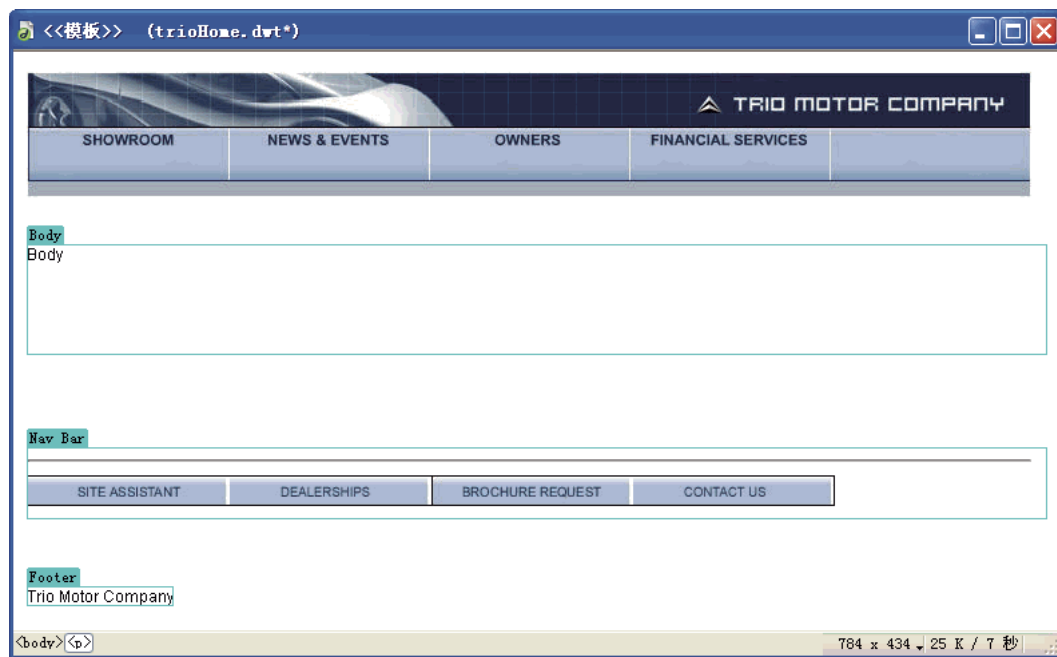 <<模板>> (trioHome.dwt*)
TRIO MOTOR COMPANY
SHOWROOM NEWS & EVENTS OWNERS FINANCIAL SERVICES
Body
Body
Nav Bar
SITE ASSISTANT DEALERSHIPS BROCHURE REQUEST CONTACT US
Footer
Trio Motor Company
<body> <p> 784 x 434 25 K / 7 秒